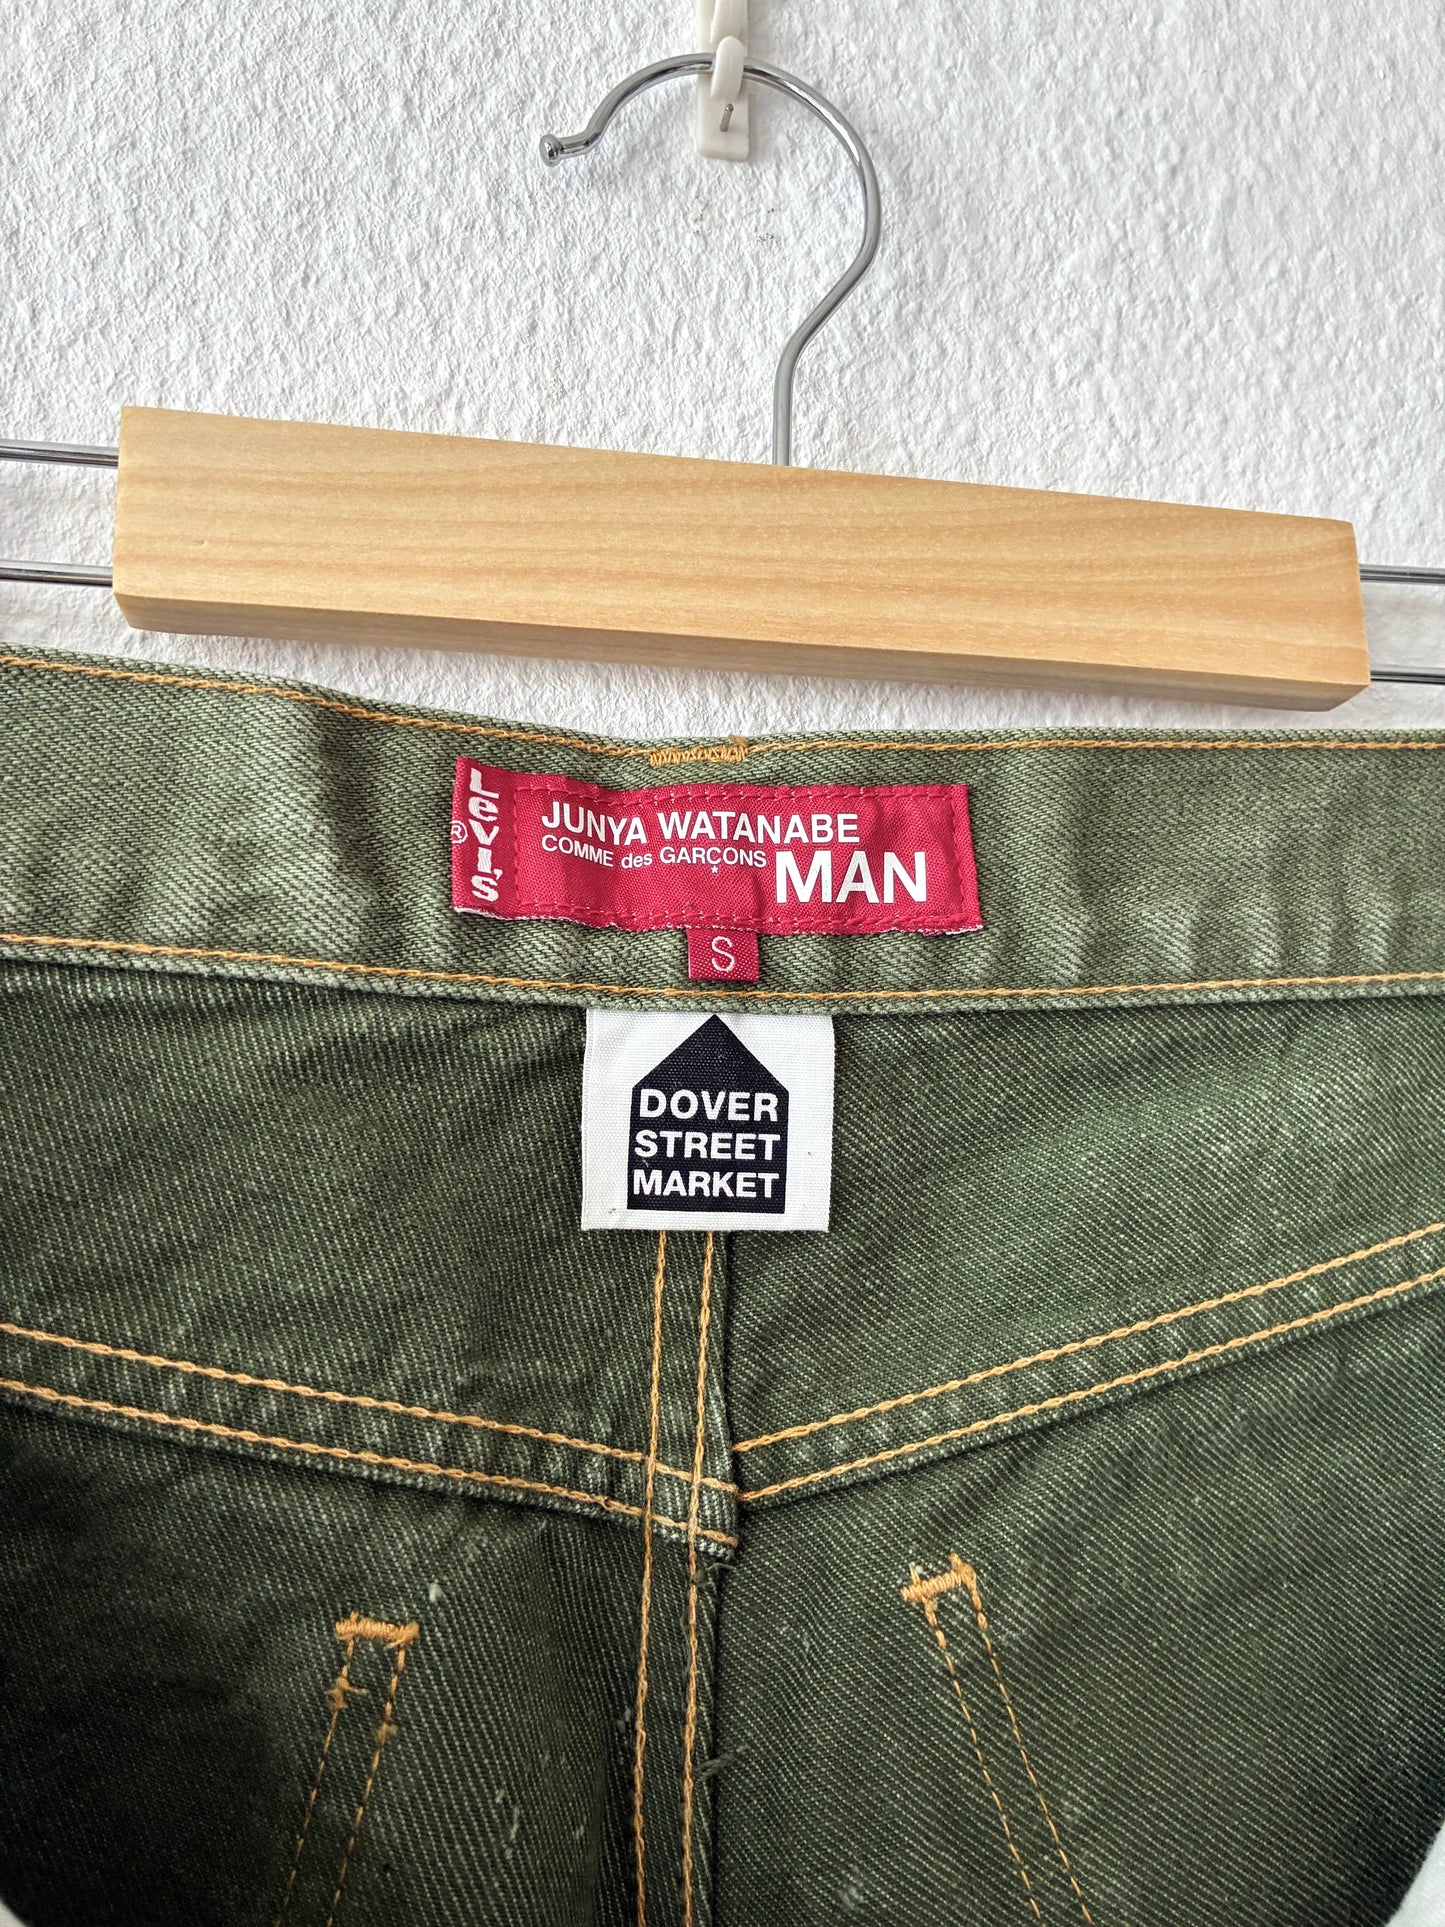 Levi's
®
JUNYA WATANABE
COMME des GARÇONS
MAN
S
DOVER
STREET
MARKET